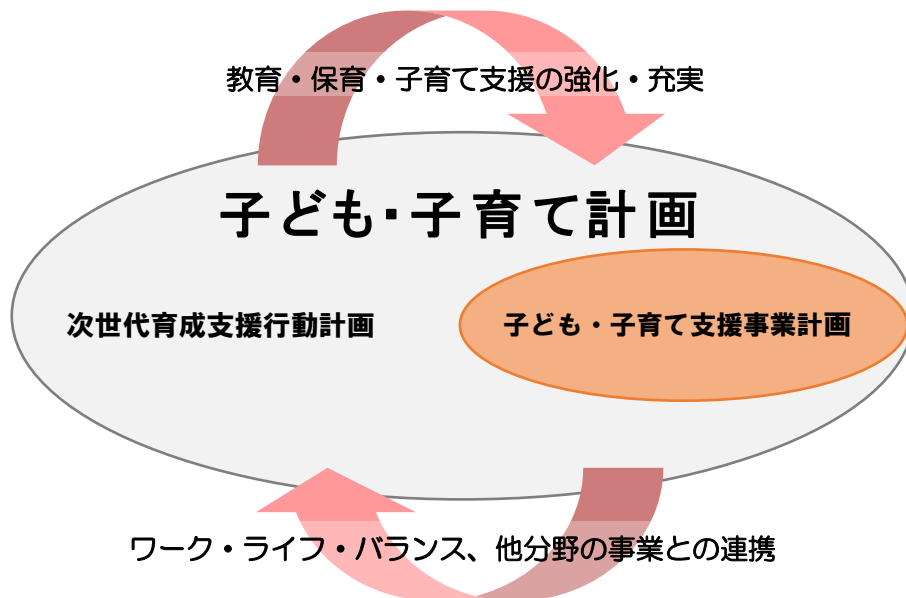 教育・保育・子育て支援の強化・充実
子ども・子育て計画
次世代育成支援行動計画
子ども・子育て支援事業計画
ワーク・ライフ・バランス、他分野の事業との連携